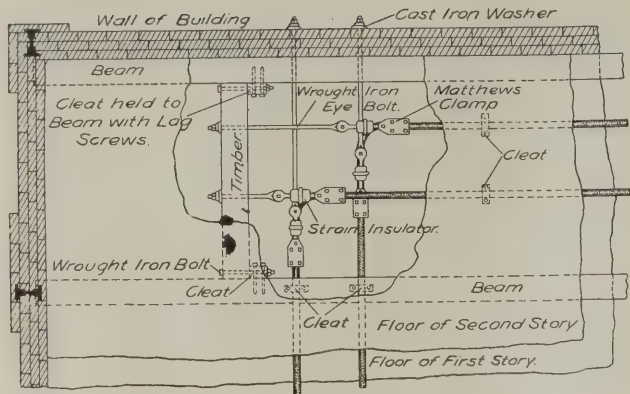 Wall of Building
Cast Iron Washer
Beam
Cleat held to
Beam with Lag
Screws.
Wrought Iron
Eye Bolt.
Matthews
Clamp
Cleat
Timber
Strain Insulator.
Wrought Iron Bolt
Cleat
Cleat
Beam
Floor of Second Story
Floor of First Story.